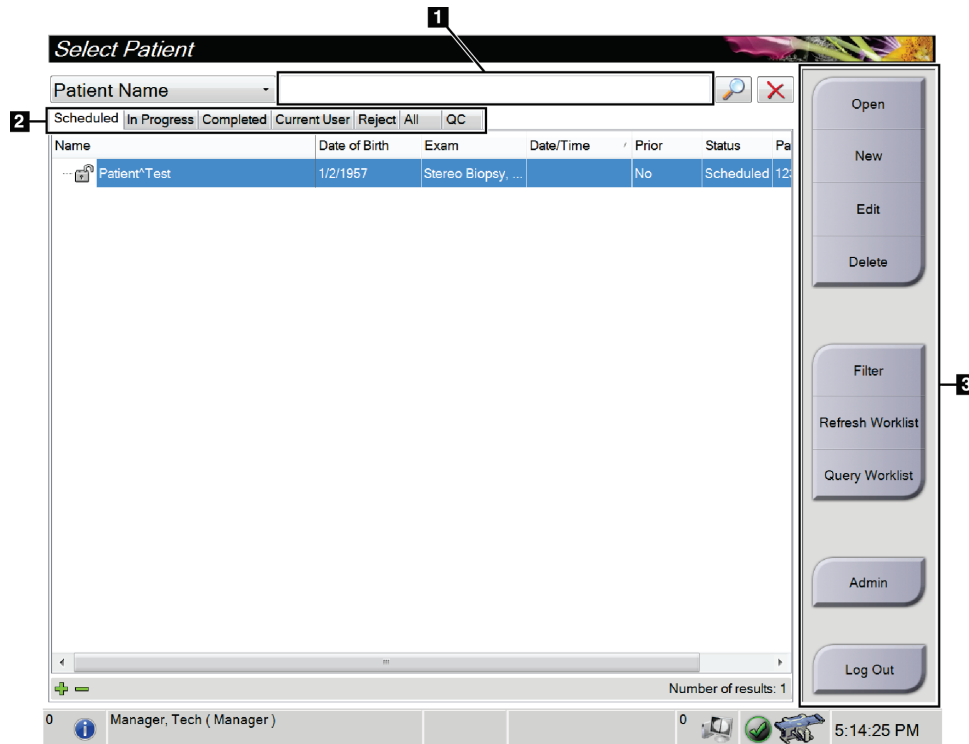 1
Select Patient
Patient Name
2
Scheduled In Progress Completed Current User Reject All QC
Name Date of Birth Exam Date/Time Prior Status Pa
Patient^Test 1/2/1957 Stereo Biopsy, ... No Scheduled 12
Open
New
Edit
Delete
Filter
3
Refresh Worklist
Query Worklist
Admin
Log Out
Number of results: 1
0 Manager, Tech ( Manager ) 0 5:14:25 PM